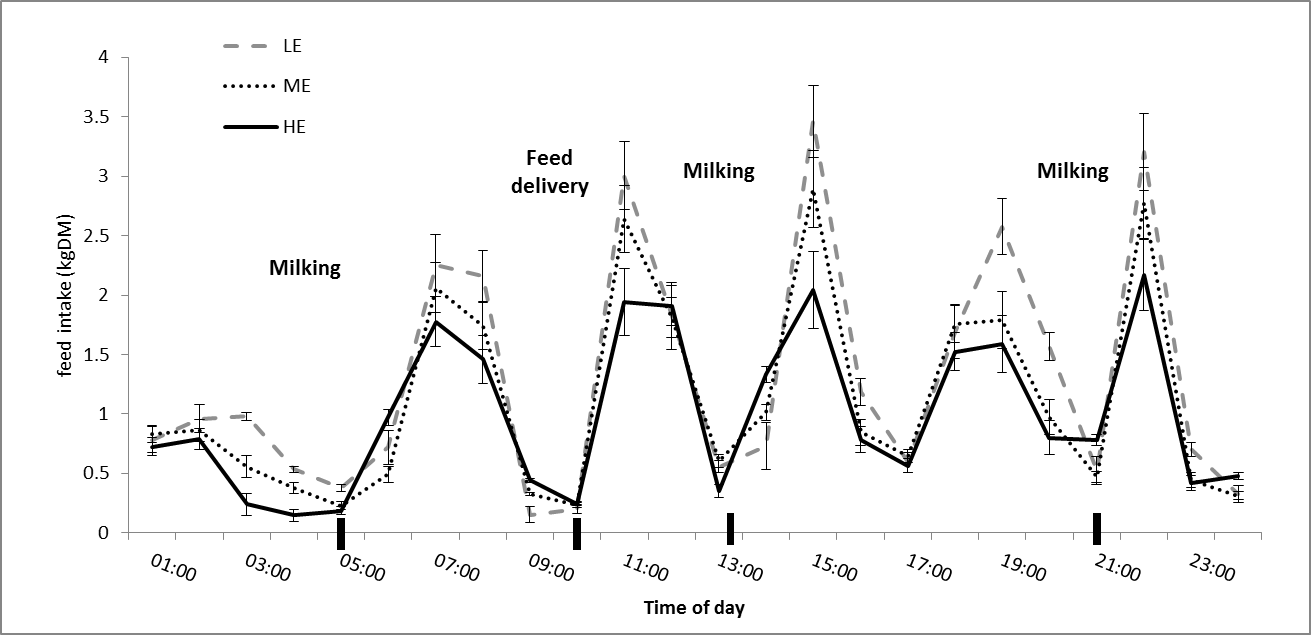 LE
ME
HE
4
3.5
3
2.5
2
1.5
1
0.5
0
feed intake (kgDM)
Milking
Feed
delivery
Milking
Milking
01:00
03:00
05:00
07:00
09:00
11:00
13:00
15:00
17:00
19:00
21:00
23:00
Time of day